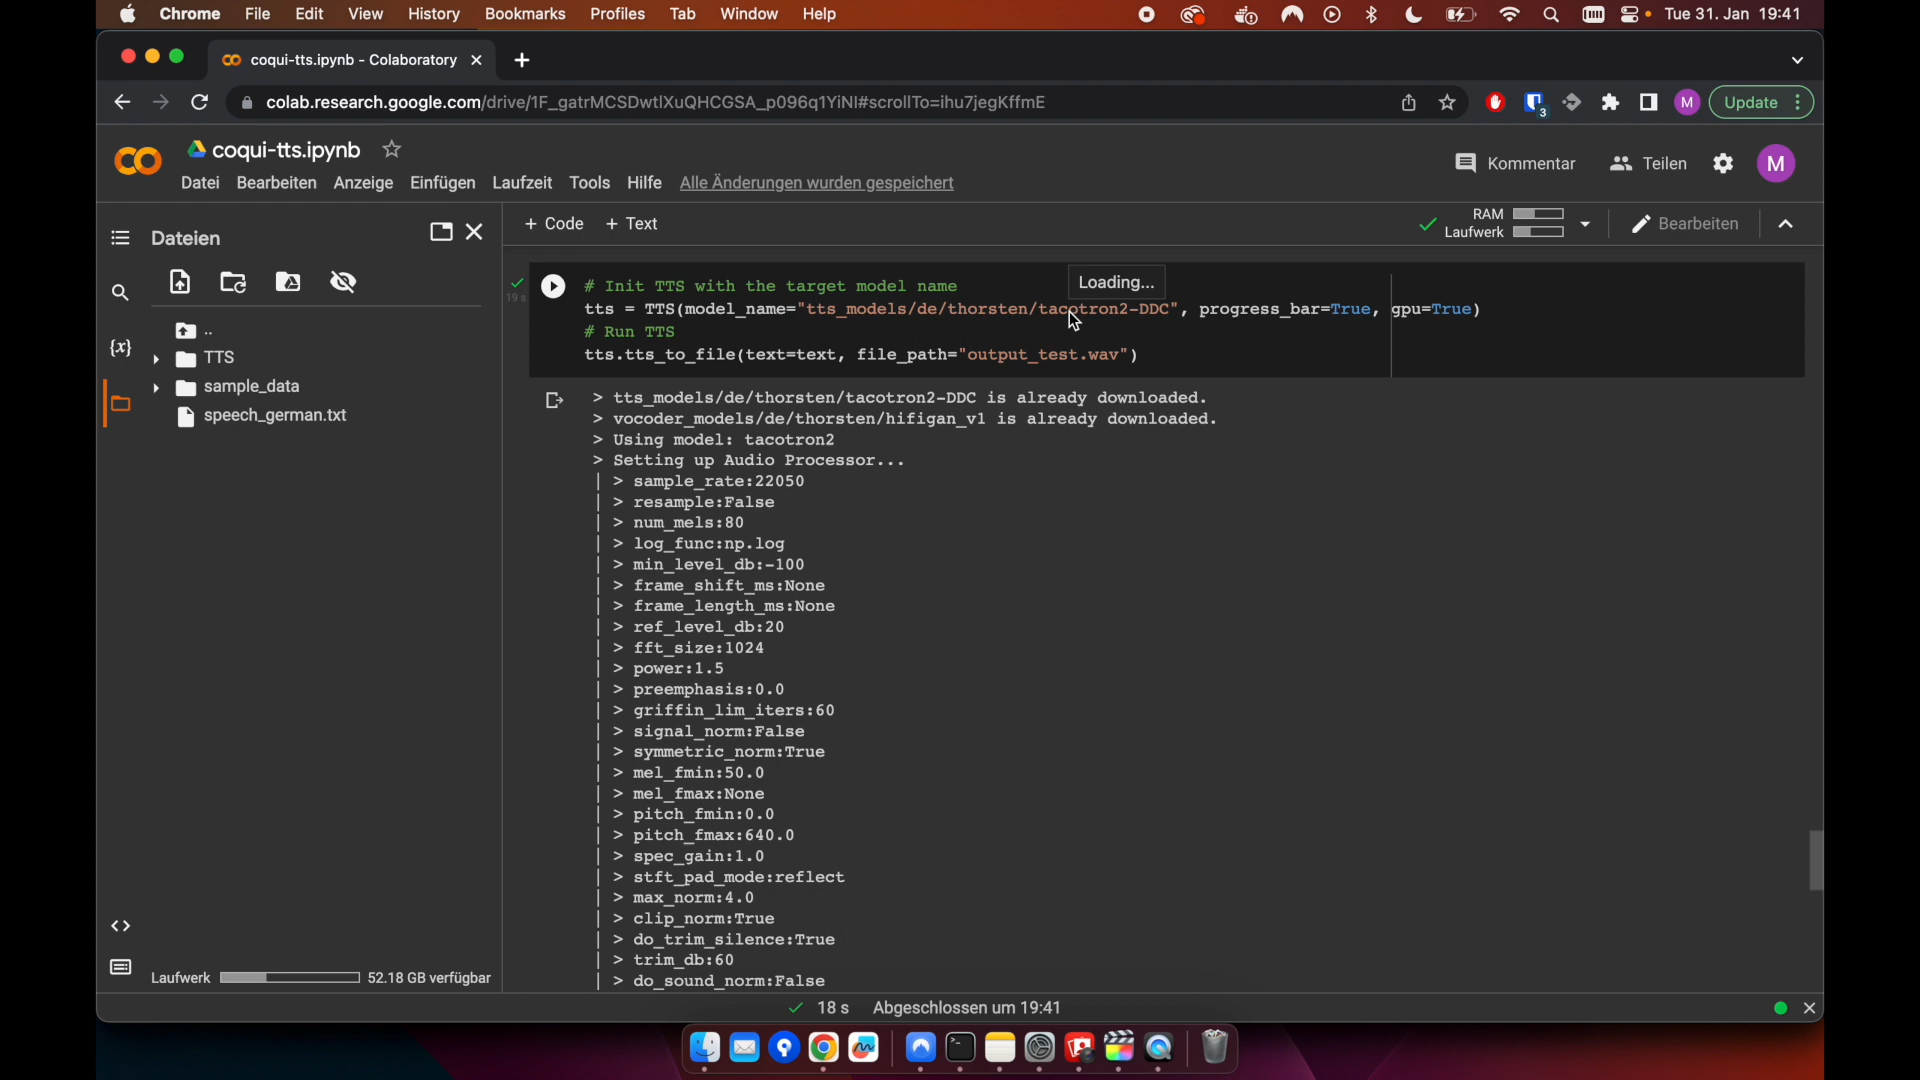 Chrome File Edit View History Bookmarks Profiles Tab Window Help Tue 31. Jan 19:41
coqui-tts.ipynb - Colaboratory
colab.research.google.com/drive/1F_gatrMCSDwtlXuQHCGSA_p096q1YiNI#scrollTo=ihu7jegKffmE 3 M Update
CO coqui-tts.ipynb
Kommentar Teilen M
Datei Bearbeiten Anzeige Einfügen Laufzeit Tools Hilfe Alle Änderungen wurden gespeichert
Dateien
+ Code + Text
RAM
Laufwerk
Bearbeiten
{x}
..
TTS
sample_data
speech_german.txt
Laufwerk 52.18 GB verfügbar
19 s
# Init TTS with the target model name
Loading...
tts = TTS(model_name="tts_models/de/thorsten/tacotron2-DDC", progress_bar=True, gpu=True)
# Run TTS
tts.tts_to_file(text=text, file_path="output_test.wav")
> tts_models/de/thorsten/tacotron2-DDC is already downloaded.
> vocoder_models/de/thorsten/hifigan_v1 is already downloaded.
> Using model: tacotron2
> Setting up Audio Processor...
| > sample_rate:22050
| > resample:False
| > num_mels:80
| > log_func:np.log
| > min_level_db:-100
| > frame_shift_ms:None
| > frame_length_ms:None
| > ref_level_db:20
| > fft_size:1024
| > power:1.5
| > preemphasis:0.0
| > griffin_lim_iters:60
| > signal_norm:False
| > symmetric_norm:True
| > mel_fmin:50.0
| > mel_fmax:None
| > pitch_fmin:0.0
| > pitch_fmax:640.0
| > spec_gain:1.0
| > stft_pad_mode:reflect
| > max_norm:4.0
| > clip_norm:True
| > do_trim_silence:True
| > trim_db:60
| > do_sound_norm:False
18 s Abgeschlossen um 19:41